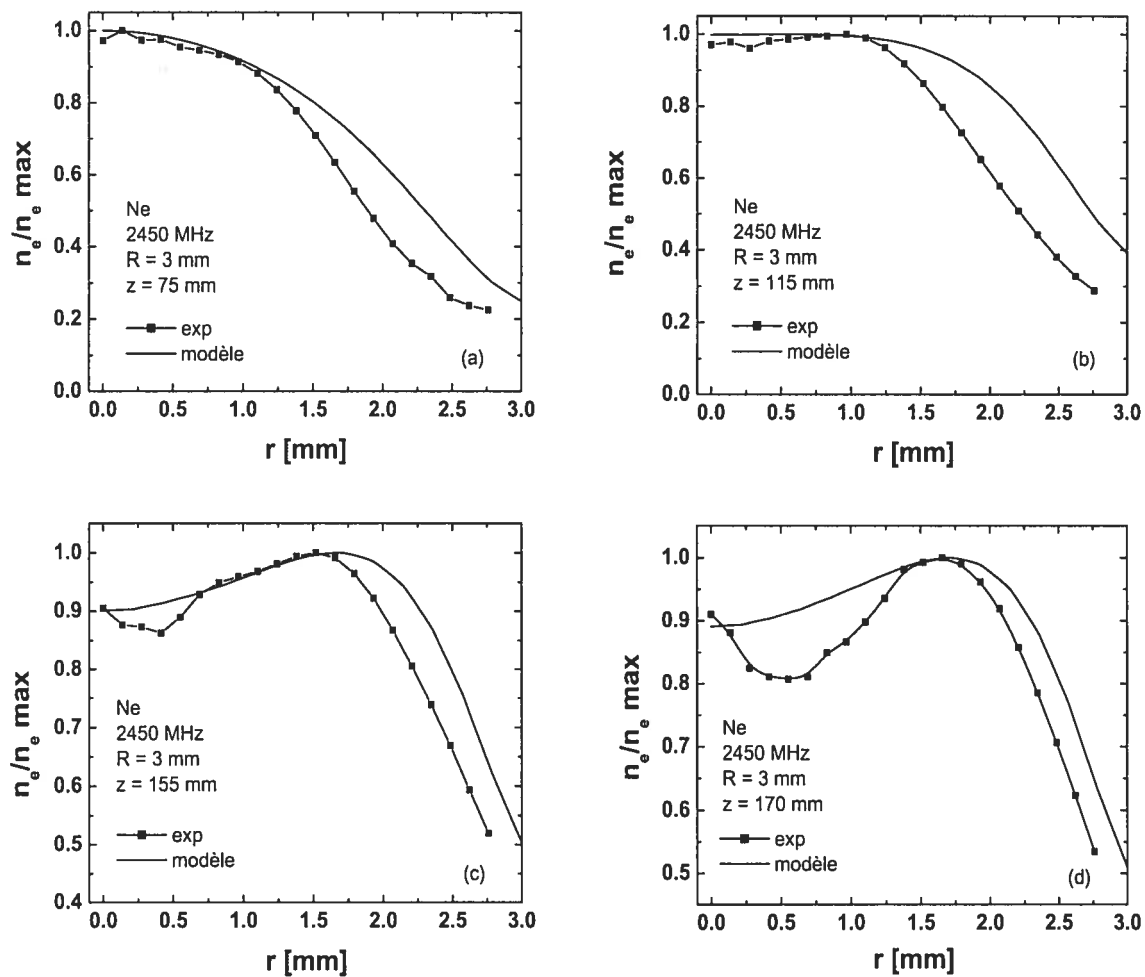 1.0
0.8
0.6
0.4
0.2
0.0
n_e/n_e max
Ne
2450 MHz
R = 3 mm
z = 75 mm
exp
modèle
(a)
0.0 0.5 1.0 1.5 2.0 2.5 3.0
r [mm]
1.0
0.8
0.6
0.4
0.2
0.0
n_e/n_e max
Ne
2450 MHz
R = 3 mm
z = 115 mm
exp
modèle
(b)
0.0 0.5 1.0 1.5 2.0 2.5 3.0
r [mm]
1.0
0.9
0.8
0.7
0.6
0.5
0.4
n_e/n_e max
Ne
2450 MHz
R = 3 mm
z = 155 mm
exp
modèle
(c)
0.0 0.5 1.0 1.5 2.0 2.5 3.0
r [mm]
1.0
0.9
0.8
0.7
0.6
0.5
n_e/n_e max
Ne
2450 MHz
R = 3 mm
z = 170 mm
exp
modèle
(d)
0.0 0.5 1.0 1.5 2.0 2.5 3.0
r [mm]